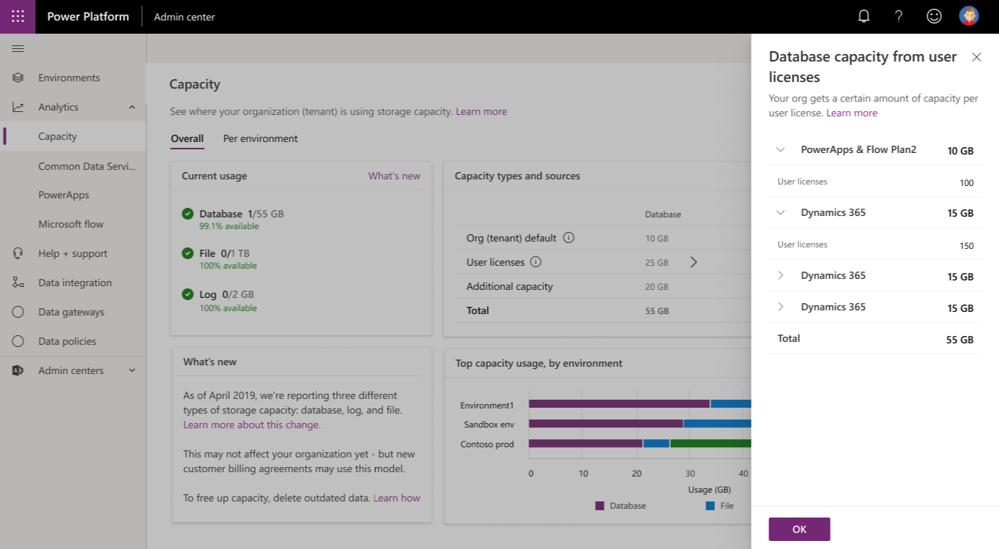 Power Platform
Admin center
Environments
Analytics
Capacity
Common Data Servi...
PowerApps
Microsoft flow
Help + support
Data integration
Data gateways
Data policies
Admin centers
Capacity
See where your organization (tenant) is using storage capacity. Learn more
Overall
Per environment
Current usage
What's new
Database 1/55 GB
99.1% available
File 0/1 TB
100% available
Log 0/2 GB
100% available
Capacity types and sources
Database
Org (tenant) default
10 GB
User licenses
25 GB
Additional capacity
20 GB
Total
55 GB
What's new
As of April 2019, we're reporting three different
types of storage capacity: database, log, and file.
Learn more about this change.
This may not affect your organization yet - but new
customer billing agreements may use this model.
To free up capacity, delete outdated data. Learn how
Top capacity usage, by environment
Environment1
Sandbox env
Contoso prod
0 10 20 30 40
Usage (GB)
Database
File
Database capacity from user
licenses
Your org gets a certain amount of capacity per
user license. Learn more
PowerApps & Flow Plan2 10 GB
User licenses 100
Dynamics 365 15 GB
User licenses 150
Dynamics 365 15 GB
Dynamics 365 15 GB
Total 55 GB
OK